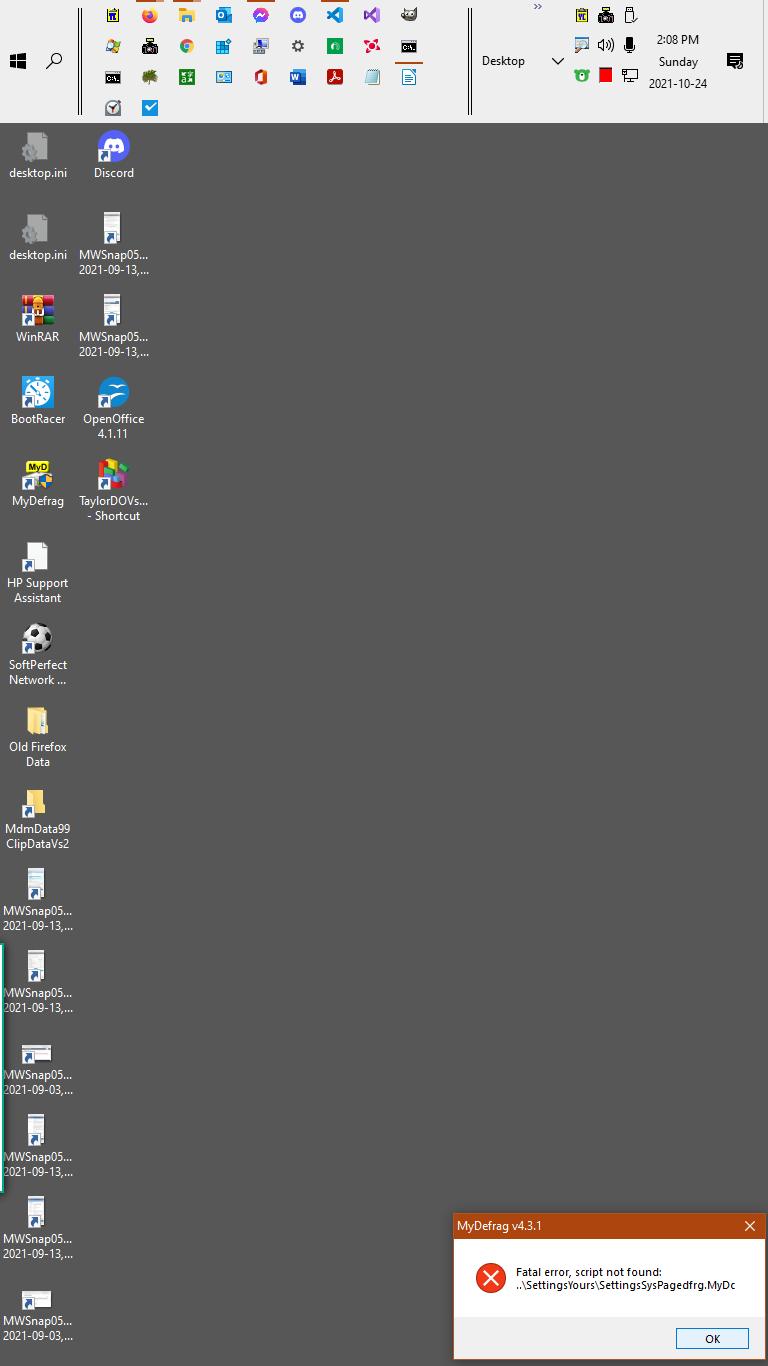 2:08 PM
Desktop
Sunday
2021-10-24
desktop.ini
Discord
desktop.ini
MWSnap05...
2021-09-13,...
WinRAR
MWSnap05...
2021-09-13,...
BootRacer
OpenOffice
4.1.11
MyD
MyDefrag
TaylorDOVs...
- Shortcut
HP Support
Assistant
SoftPerfect
Network ...
Old Firefox
Data
MdmData99
ClipDataVs2
MWSnap05...
2021-09-13,...
MWSnap05...
2021-09-13,...
MWSnap05...
2021-09-03,...
MWSnap05...
2021-09-13,...
MWSnap05...
2021-09-13,...
MWSnap05...
2021-09-03,...
MyDefrag v4.3.1
Fatal error, script not found:
..\SettingsYours\SettingsSysPagedfrg.MyDc
OK